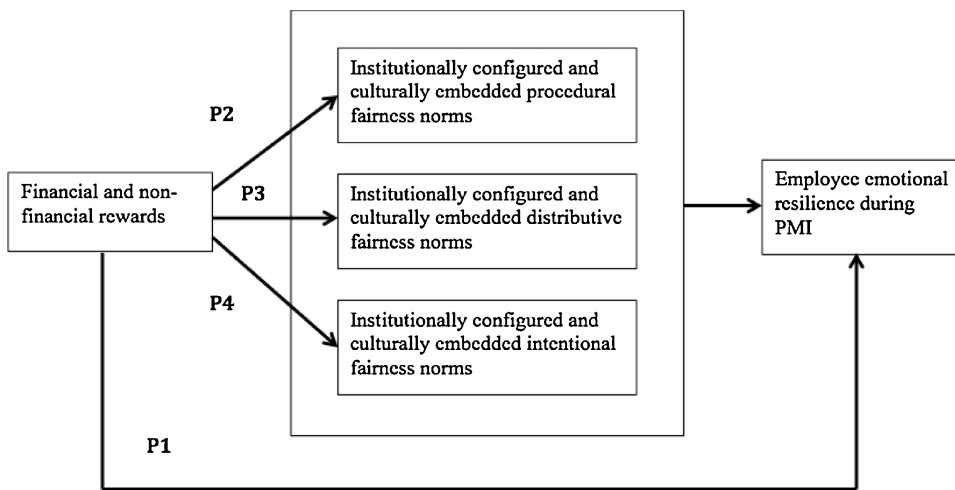 Institutionally configured and
culturally embedded procedural
fairness norms
P2
Financial and non-
financial rewards
P3
Institutionally configured and
culturally embedded distributive
fairness norms
Employee emotional
resilience during
PMI
P4
Institutionally configured and
culturally embedded intentional
fairness norms
P1